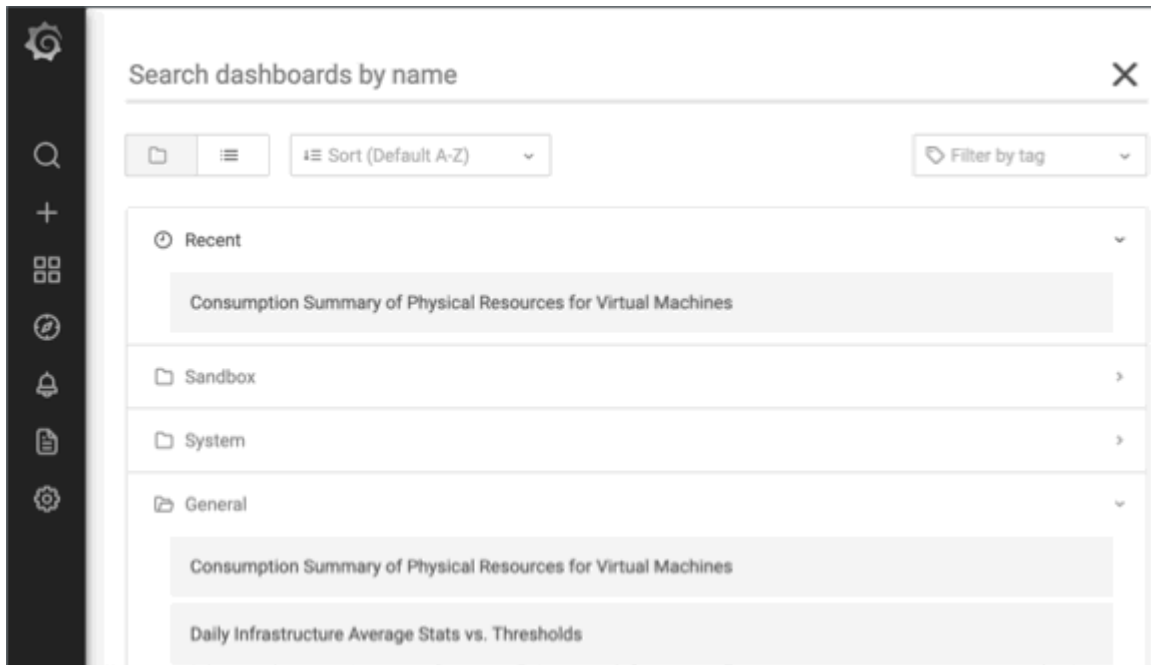 Search dashboards by name
Sort (Default A-Z)
Filter by tag
Recent
Consumption Summary of Physical Resources for Virtual Machines
Sandbox
System
General
Consumption Summary of Physical Resources for Virtual Machines
Daily Infrastructure Average Stats vs. Thresholds